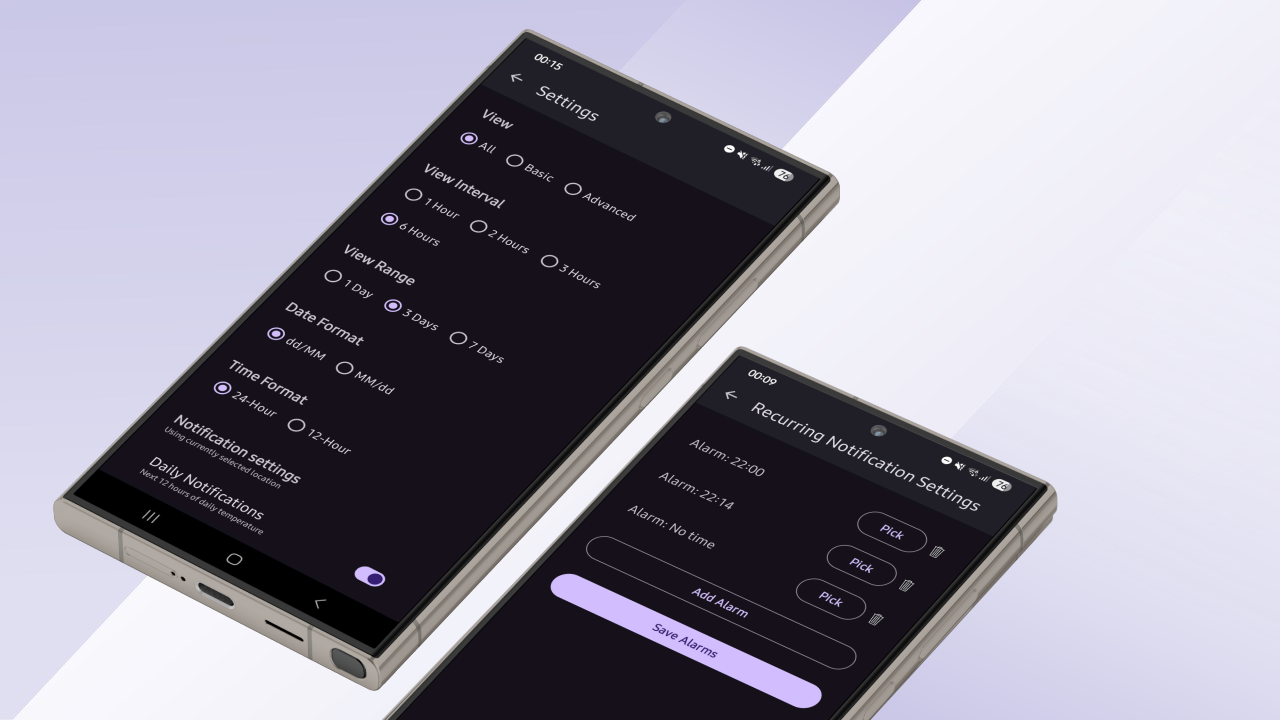 00:15
76
Settings
View
All Basic Advanced
View Interval
1 Hour 2 Hours 3 Hours
6 Hours
View Range
1 Day 3 Days 7 Days
Date Format
dd/MM MM/dd
Time Format
24-Hour 12-Hour
Notification settings
Using currently selected location
Daily Notifications
Next 12 hours of daily temperature
00:09
76
Recurring Notification Settings
Alarm: 22:00 Pick
Alarm: 22:14 Pick
Alarm: No time Pick
Add Alarm
Save Alarms